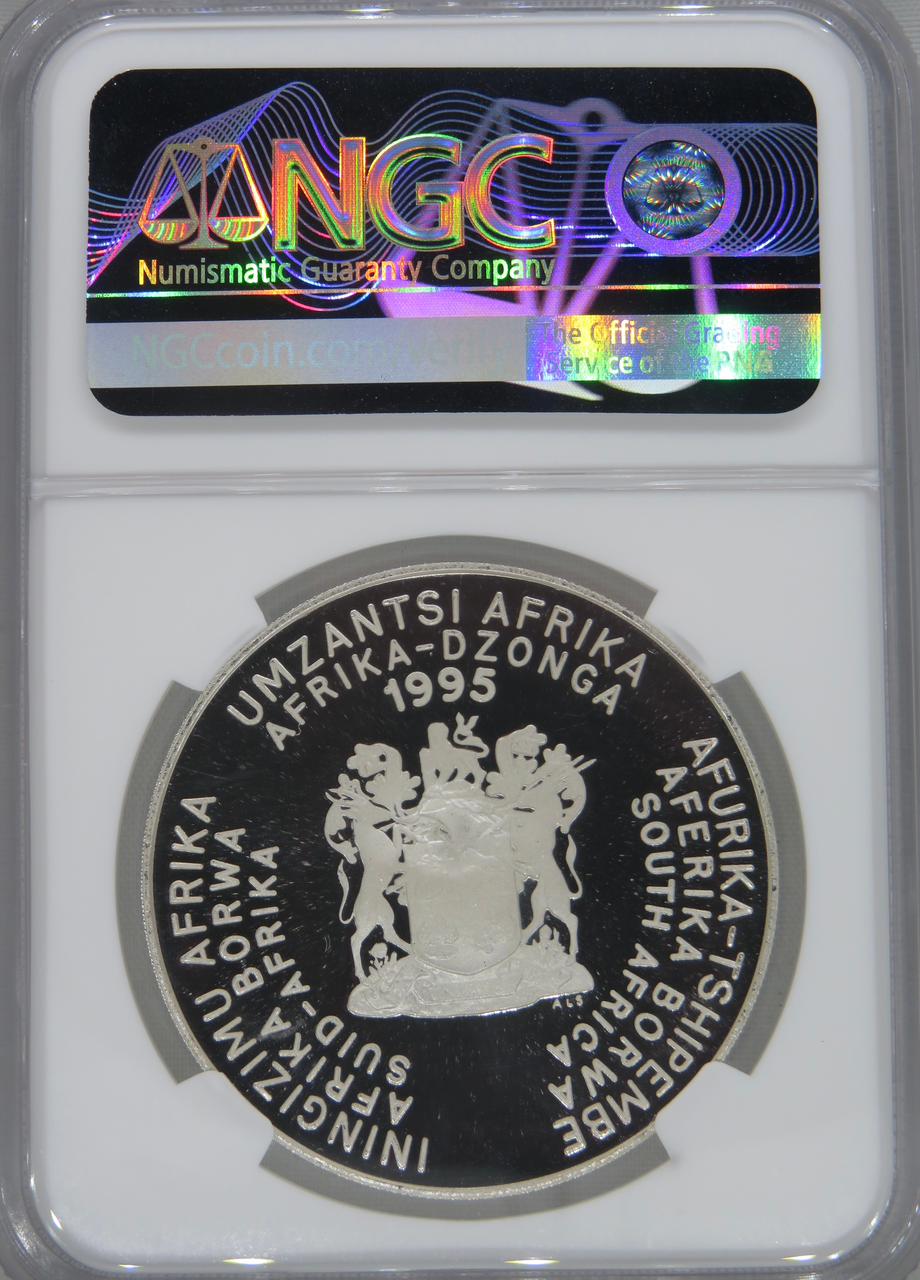 NGC
Numismatic Guaranty Company
NGCcoin.com/verify
The Official Grading
Service of the PNG
UMZANTSI AFRIKA
AFRIKA-DZONGA
1995
AFURIKA-TSHIPEMBE
AFERIKA BORWA
SOUTH AFRICA
ALS
ININGIZIMU AFRIKA
AFRIKA BORWA
SUID-AFRIKA